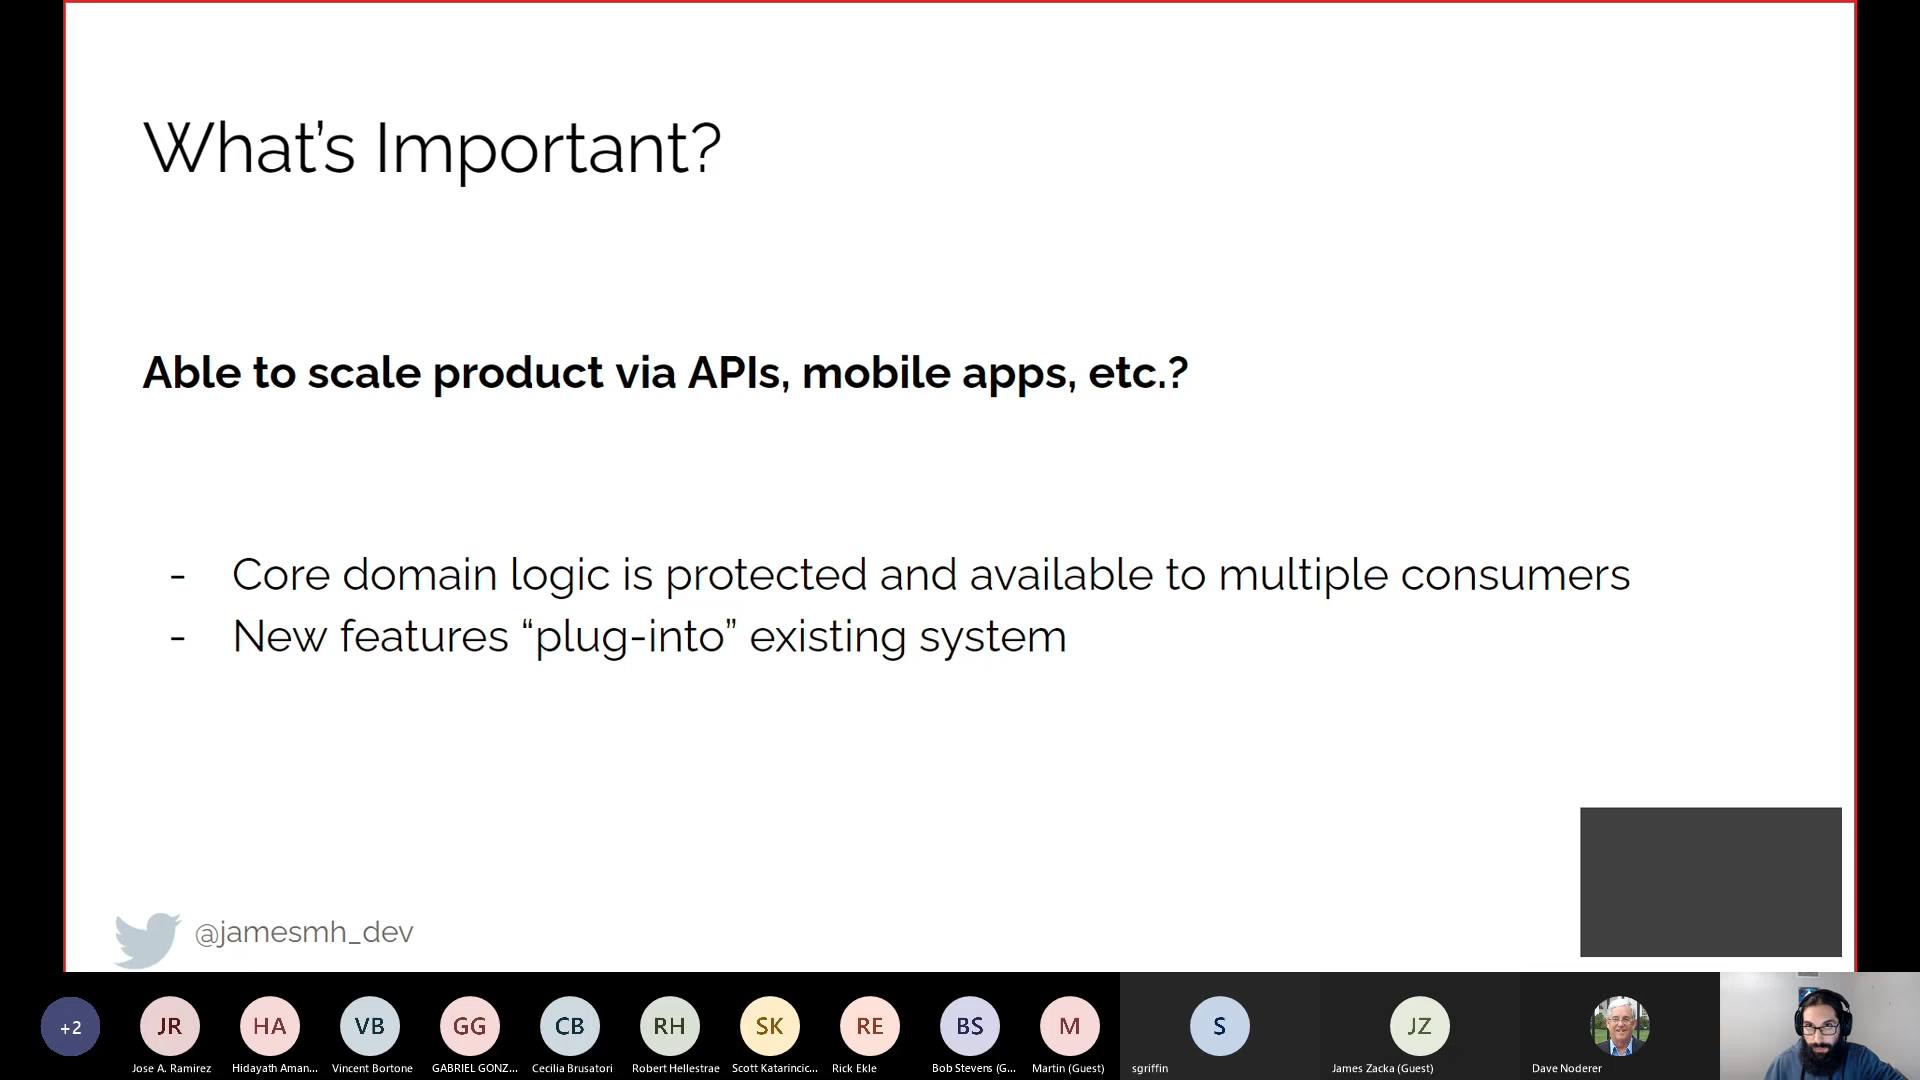 What's Important?
Able to scale product via APIs, mobile apps, etc.?
- Core domain logic is protected and available to multiple consumers
- New features “plug-into” existing system
@jamesmh_dev
+2
JR
HA
VB
GG
CB
RH
SK
RE
BS
M
S
JZ
Jose A. Ramirez
Hidayath Aman...
Vincent Bortone
GABRIEL GONZ...
Cecilia Brusatori
Robert Hellestrae
Scott Katarincic...
Rick Ekle
Bob Stevens (G...
Martin (Guest)
sgriffin
James Zacka (Guest)
Dave Noderer